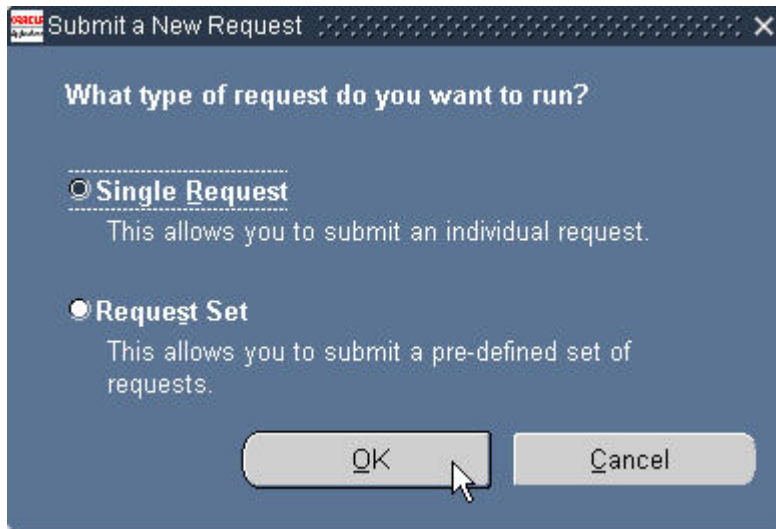 ORACLE
Submit a New Request
What type of request do you want to run?
Single Request
This allows you to submit an individual request.
Request Set
This allows you to submit a pre-defined set of
requests.
OK
Cancel